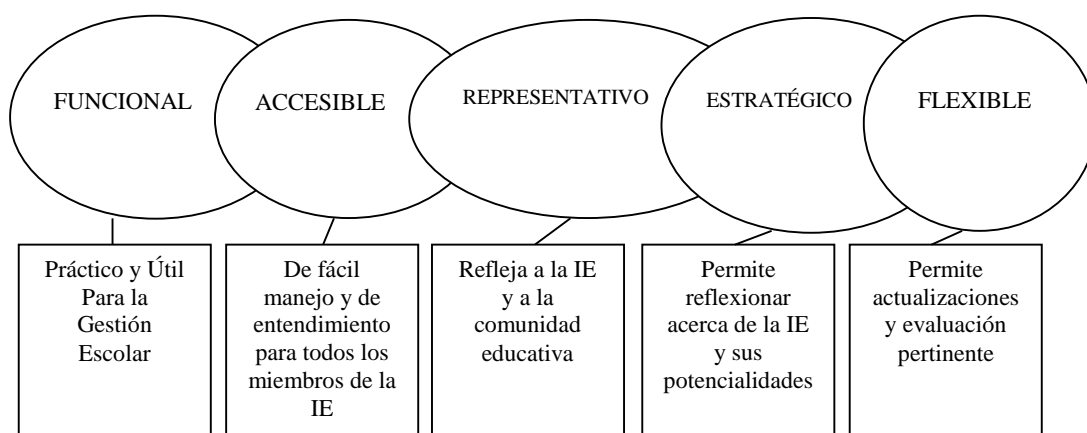 FUNCIONAL
ACCESIBLE
REPRESENTATIVO
ESTRATÉGICO
FLEXIBLE
Práctico y Útil
Para la
Gestión
Escolar
De fácil
manejo y de
entendimiento
para todos los
miembros de la
IE
Refleja a la IE
y a la
comunidad
educativa
Permite
reflexionar
acerca de la IE
y sus
potencialidades
Permite
actualizaciones
y evaluación
pertinente